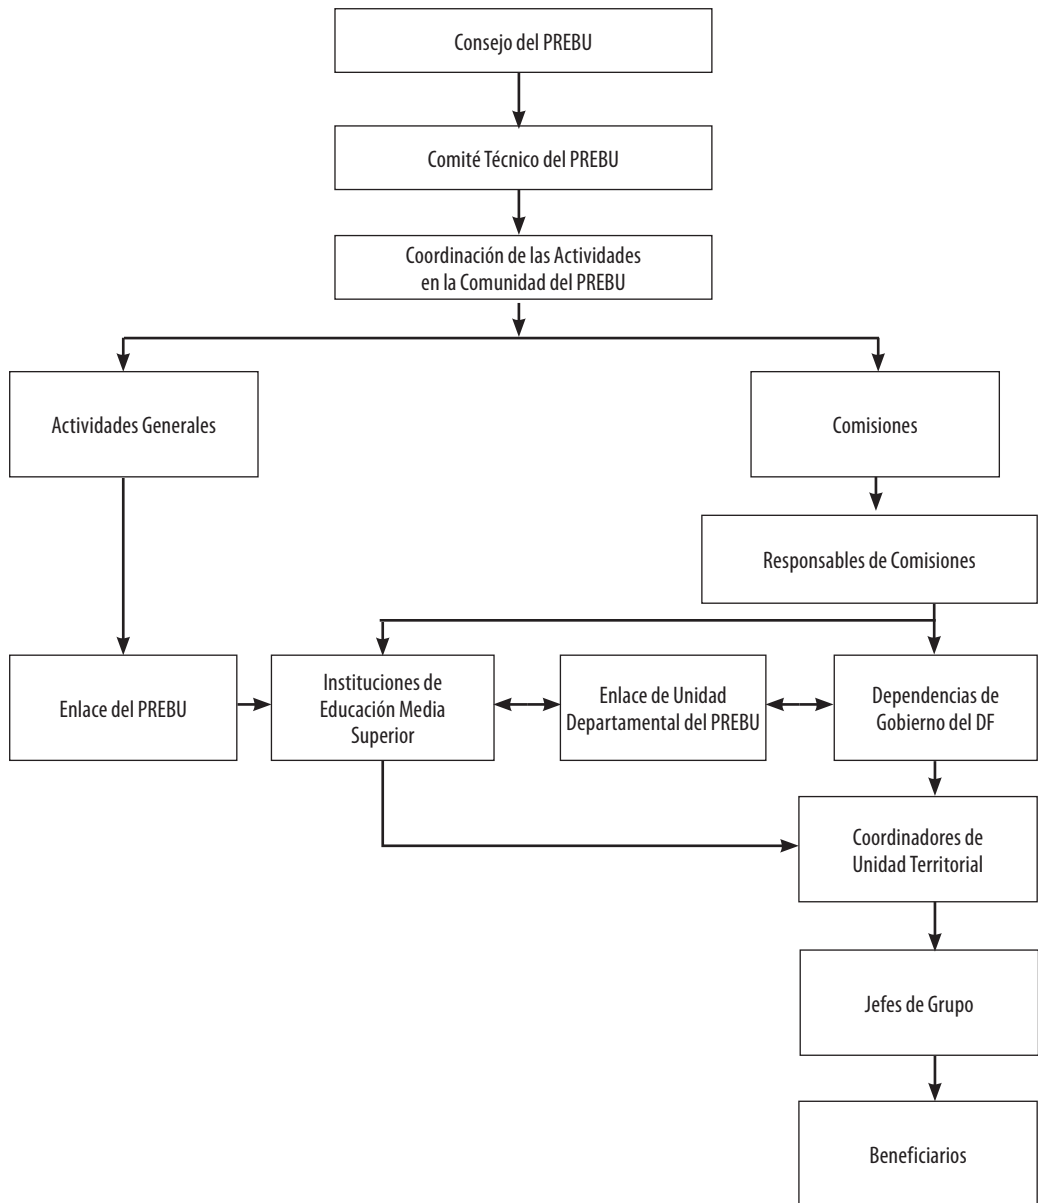 Consejo del PREBU
Comité Técnico del PREBU
Coordinación de las Actividades
en la Comunidad del PREBU
Actividades Generales
Comisiones
Responsables de Comisiones
Enlace del PREBU
Instituciones de
Educación Media
Superior
Enlace de Unidad
Departamental del PREBU
Dependencias de
Gobierno del DF
Coordinadores de
Unidad Territorial
Jefes de Grupo
Beneficiarios